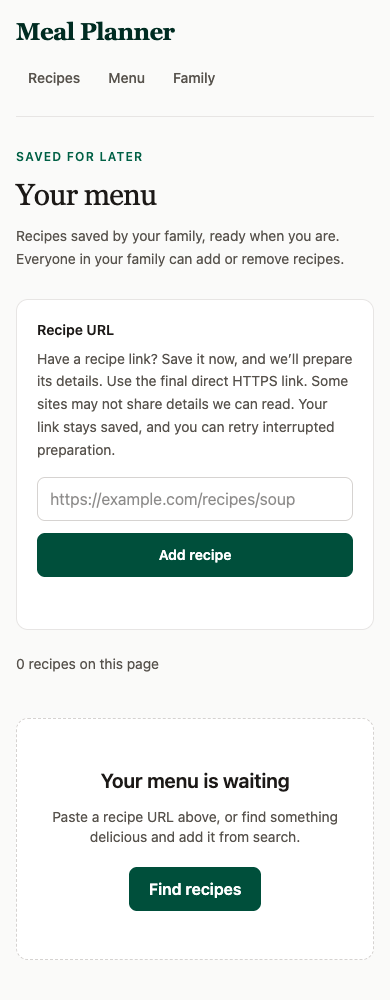 Meal Planner
Recipes Menu Family
SAVED FOR LATER
Your menu
Recipes saved by your family, ready when you are.
Everyone in your family can add or remove recipes.
Recipe URL
Have a recipe link? Save it now, and we’ll prepare
its details. Use the final direct HTTPS link. Some
sites may not share details we can read. Your
link stays saved, and you can retry interrupted
preparation.
https://example.com/recipes/soup
Add recipe
0 recipes on this page
Your menu is waiting
Paste a recipe URL above, or find something
delicious and add it from search.
Find recipes